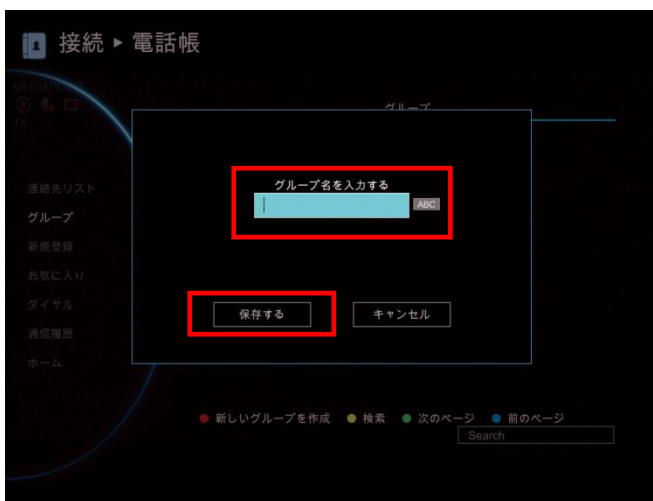 接続 ▸ 電話帳
MEDIAPOINT
TX
グループ
連絡先リスト
グループ
新規登録
お気に入り
ダイヤル
通信履歴
ホーム
グループ名を入力する
ABC
保存する
キャンセル
新しいグループを作成 検索 次のページ 前のページ
Search